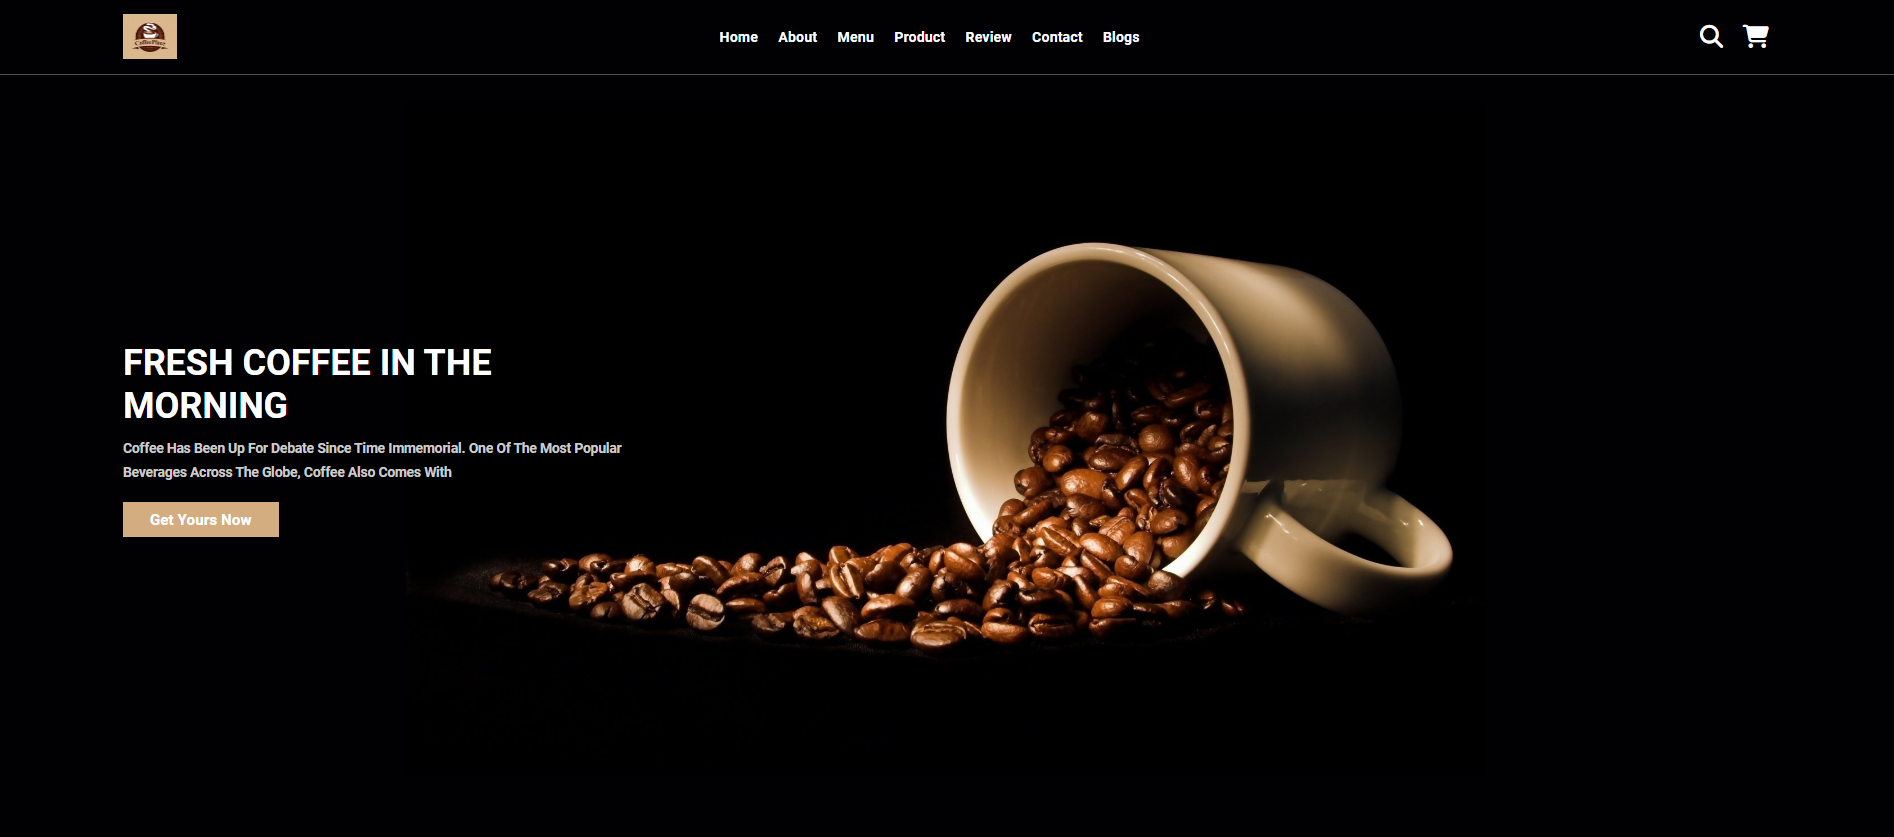 Home About Menu Product Review Contact Blogs
FRESH COFFEE IN THE
MORNING
Coffee Has Been Up For Debate Since Time Immemorial. One Of The Most Popular
Beverages Across The Globe, Coffee Also Comes With
Get Yours Now